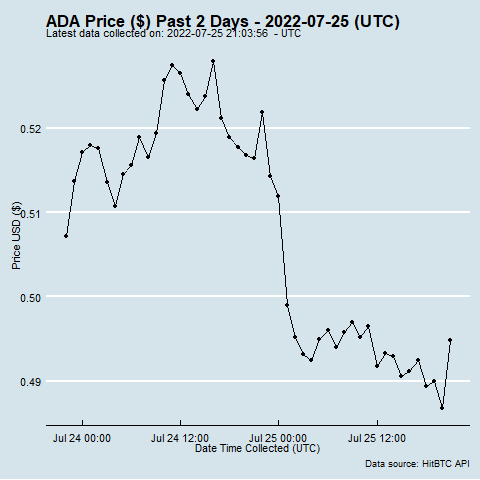 ADA Price ($) Past 2 Days - 2022-07-25 (UTC)
Latest data collected on: 2022-07-25 21:03:56  - UTC
Price USD ($)
0.52
0.51
0.50
0.49
Jul 24 00:00 Jul 24 12:00 Jul 25 00:00 Jul 25 12:00
Date Time Collected (UTC)
Data source: HitBTC API